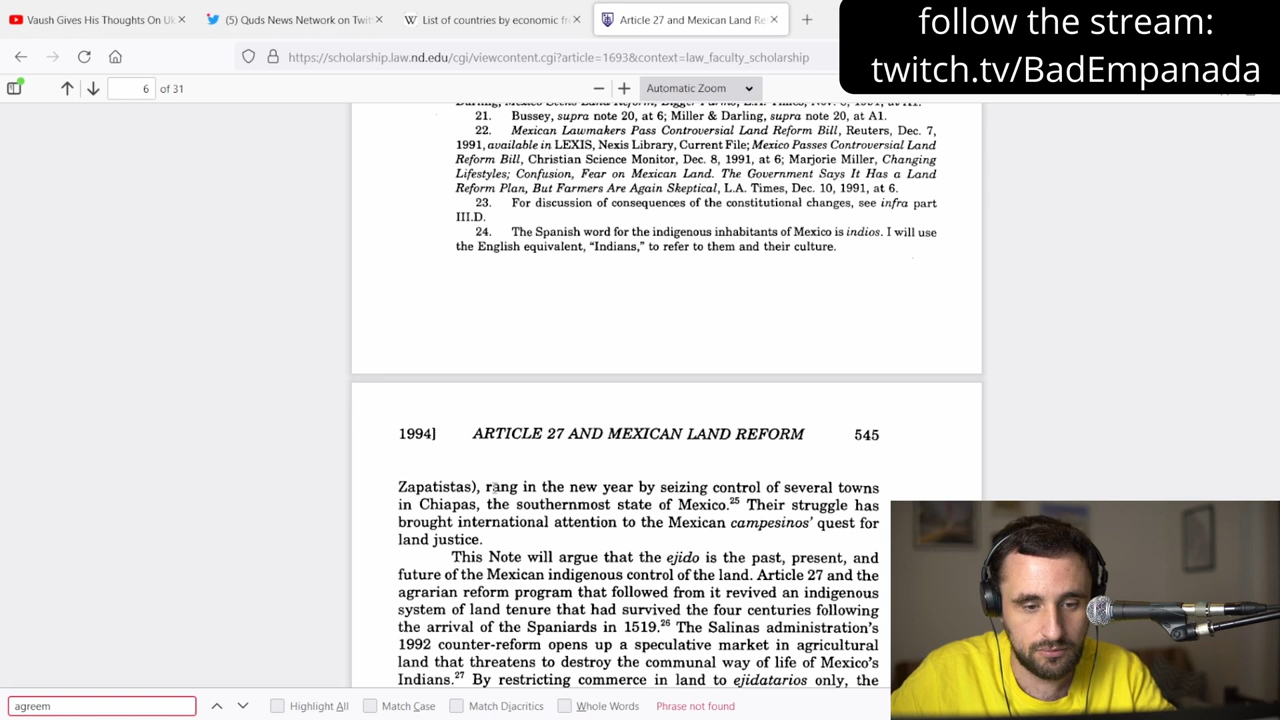 Vaush Gives His Thoughts On Uk
(5) Quds News Network on Twit
List of countries by economic fr
Article 27 and Mexican Land Re
follow the stream:
twitch.tv/BadEmpanada
https://scholarship.law.nd.edu/cgi/viewcontent.cgi?article=1693&context=law_faculty_scholarship
6 of 31
Automatic Zoom
Darling, Mexico Seeks Land Reform, Bigger Farms, L.A. Times, Nov. 8, 1991, at A1.
21. Bussey, supra note 20, at 6; Miller & Darling, supra note 20, at A1.
22. Mexican Lawmakers Pass Controversial Land Reform Bill, Reuters, Dec. 7,
1991, available in LEXIS, Nexis Library, Current File; Mexico Passes Controversial Land
Reform Bill, Christian Science Monitor, Dec. 8, 1991, at 6; Marjorie Miller, Changing
Lifestyles; Confusion, Fear on Mexican Land. The Government Says It Has a Land
Reform Plan, But Farmers Are Again Skeptical, L.A. Times, Dec. 10, 1991, at 6.
23. For discussion of consequences of the constitutional changes, see infra part
III.D.
24. The Spanish word for the indigenous inhabitants of Mexico is indios. I will use
the English equivalent, “Indians,” to refer to them and their culture.
1994] ARTICLE 27 AND MEXICAN LAND REFORM 545
Zapatistas), rang in the new year by seizing control of several towns
in Chiapas, the southernmost state of Mexico.25 Their struggle has
brought international attention to the Mexican campesinos’ quest for
land justice.
This Note will argue that the ejido is the past, present, and
future of the Mexican indigenous control of the land. Article 27 and the
agrarian reform program that followed from it revived an indigenous
system of land tenure that had survived the four centuries following
the arrival of the Spaniards in 1519.26 The Salinas administration’s
1992 counter-reform opens up a speculative market in agricultural
land that threatens to destroy the communal way of life of Mexico’s
Indians.27 By restricting commerce in land to ejidatarios only, the
agreem
Highlight All
Match Case
Match Diacritics
Whole Words
Phrase not found